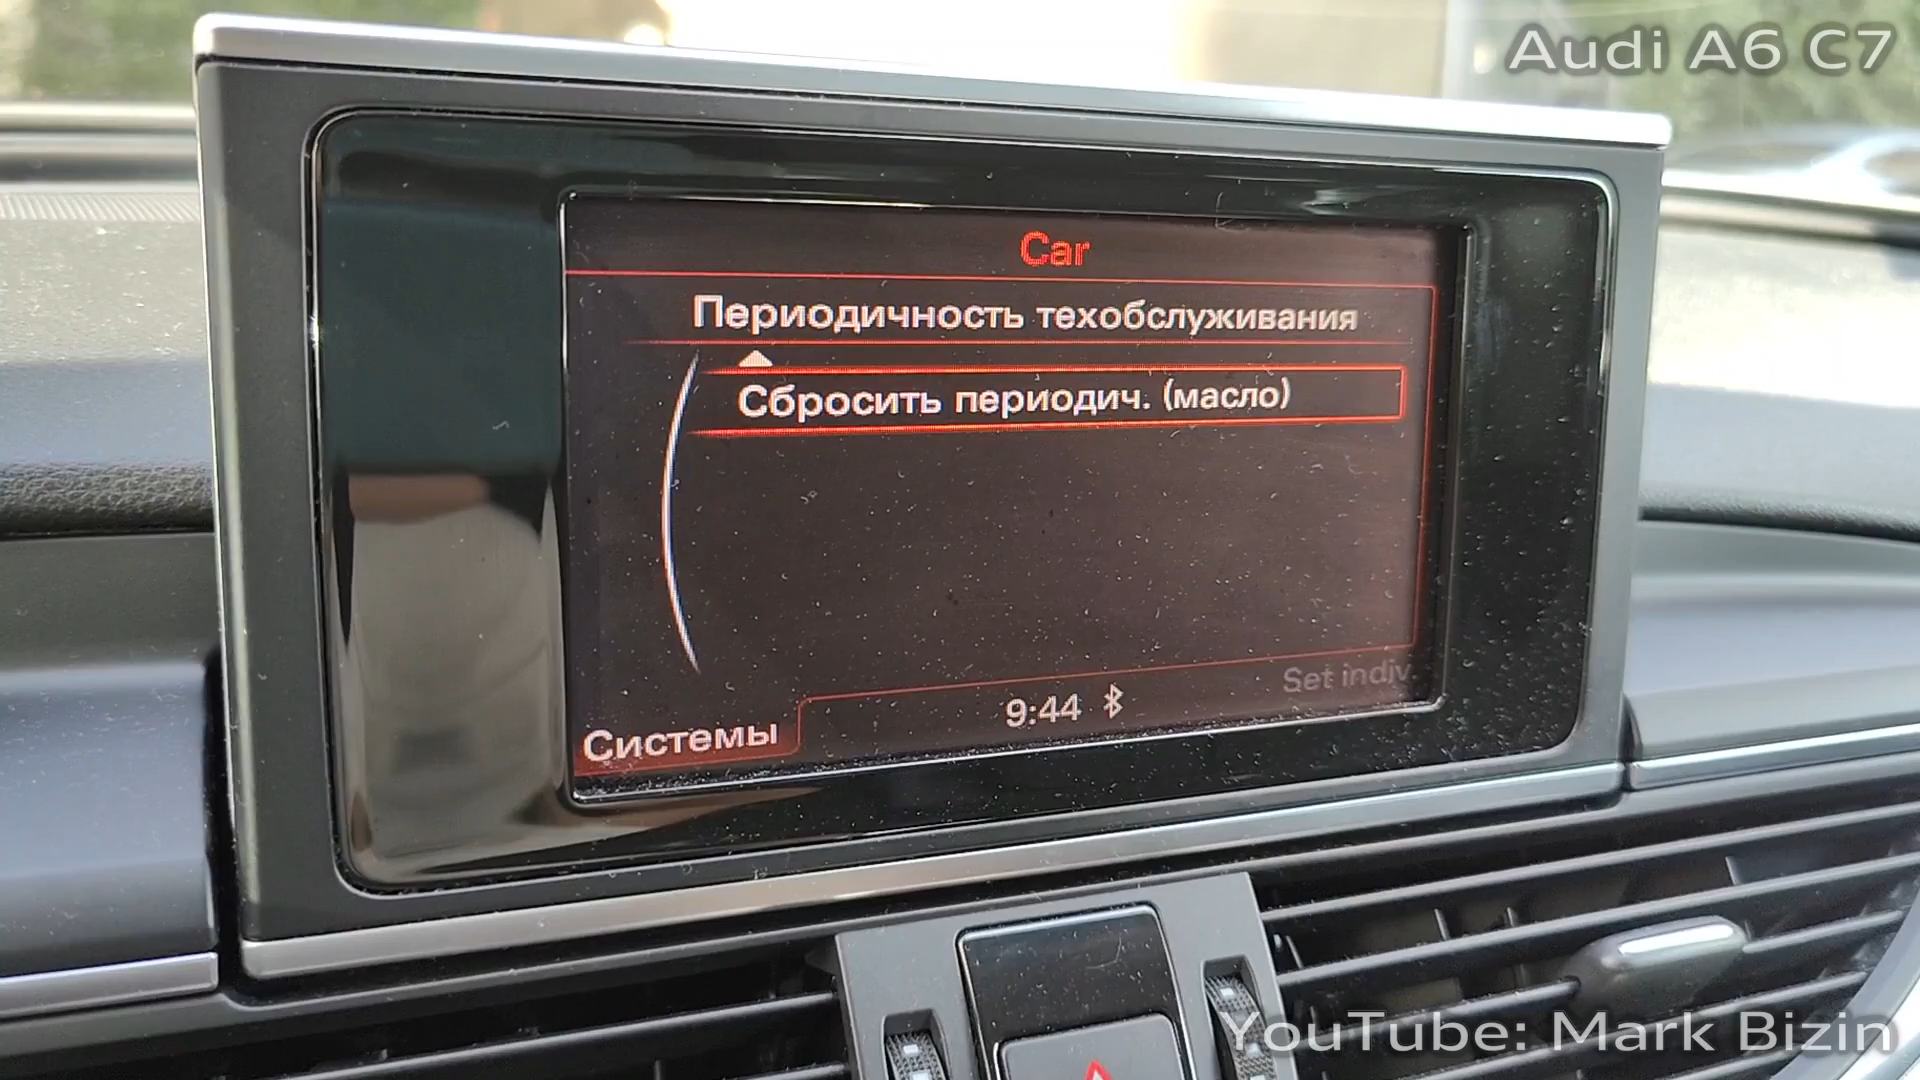 Audi A6 C7
Car
Периодичность техобслуживания
Сбросить периодич. (масло)
Set indiv.
9:44
Системы
YouTube: Mark Bizin